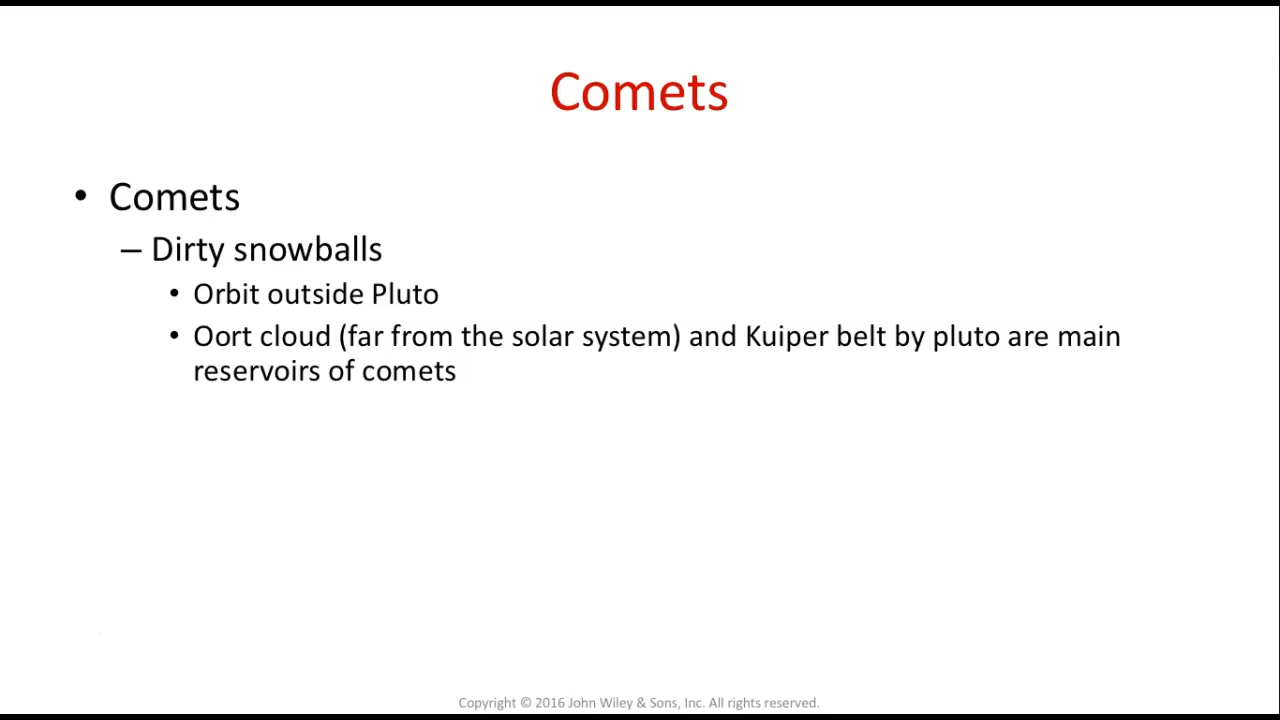 Comets
• Comets
– Dirty snowballs
• Orbit outside Pluto
• Oort cloud (far from the solar system) and Kuiper belt by pluto are main
reservoirs of comets
Copyright © 2016 John Wiley & Sons, Inc. All rights reserved.